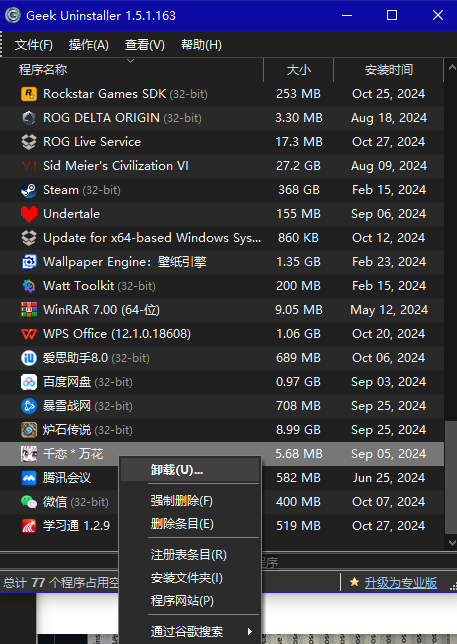 Geek Uninstaller 1.5.1.163
文件(F) 操作(A) 查看(V) 帮助(H)
程序名称 大小 安装时间
Rockstar Games SDK (32-bit) 253 MB Oct 25, 2024
ROG DELTA ORIGIN (32-bit) 3.30 MB Aug 18, 2024
ROG Live Service 17.3 MB Oct 27, 2024
Sid Meier's Civilization VI 27.2 GB Aug 09, 2024
Steam (32-bit) 368 GB Feb 15, 2024
Undertale 155 MB Sep 06, 2024
Update for x64-based Windows Sys... 860 KB Oct 12, 2024
Wallpaper Engine：壁纸引擎 1.35 GB Feb 23, 2024
Watt Toolkit (32-bit) 200 MB Feb 15, 2024
WinRAR 7.00 (64-位) 9.05 MB May 12, 2024
WPS Office (12.1.0.18608) 1.06 GB Oct 20, 2024
爱思助手8.0 (32-bit) 689 MB Oct 06, 2024
百度网盘 (32-bit) 0.97 GB Sep 03, 2024
暴雪战网 (32-bit) 708 MB Sep 25, 2024
炉石传说 (32-bit) 8.99 GB Sep 25, 2024
千恋＊万花 5.68 MB Sep 05, 2024
腾讯会议 582 MB Jun 25, 2024
微信 (32-bit) 400 MB Oct 07, 2024
学习通 1.2.9 519 MB Oct 27, 2024
卸载(U)...
强制删除(F)
删除条目(E)
注册表条目(R)
安装文件夹(I)
程序网站(P)
通过谷歌搜索
程序
总计 77 个程序占用空 升级为专业版